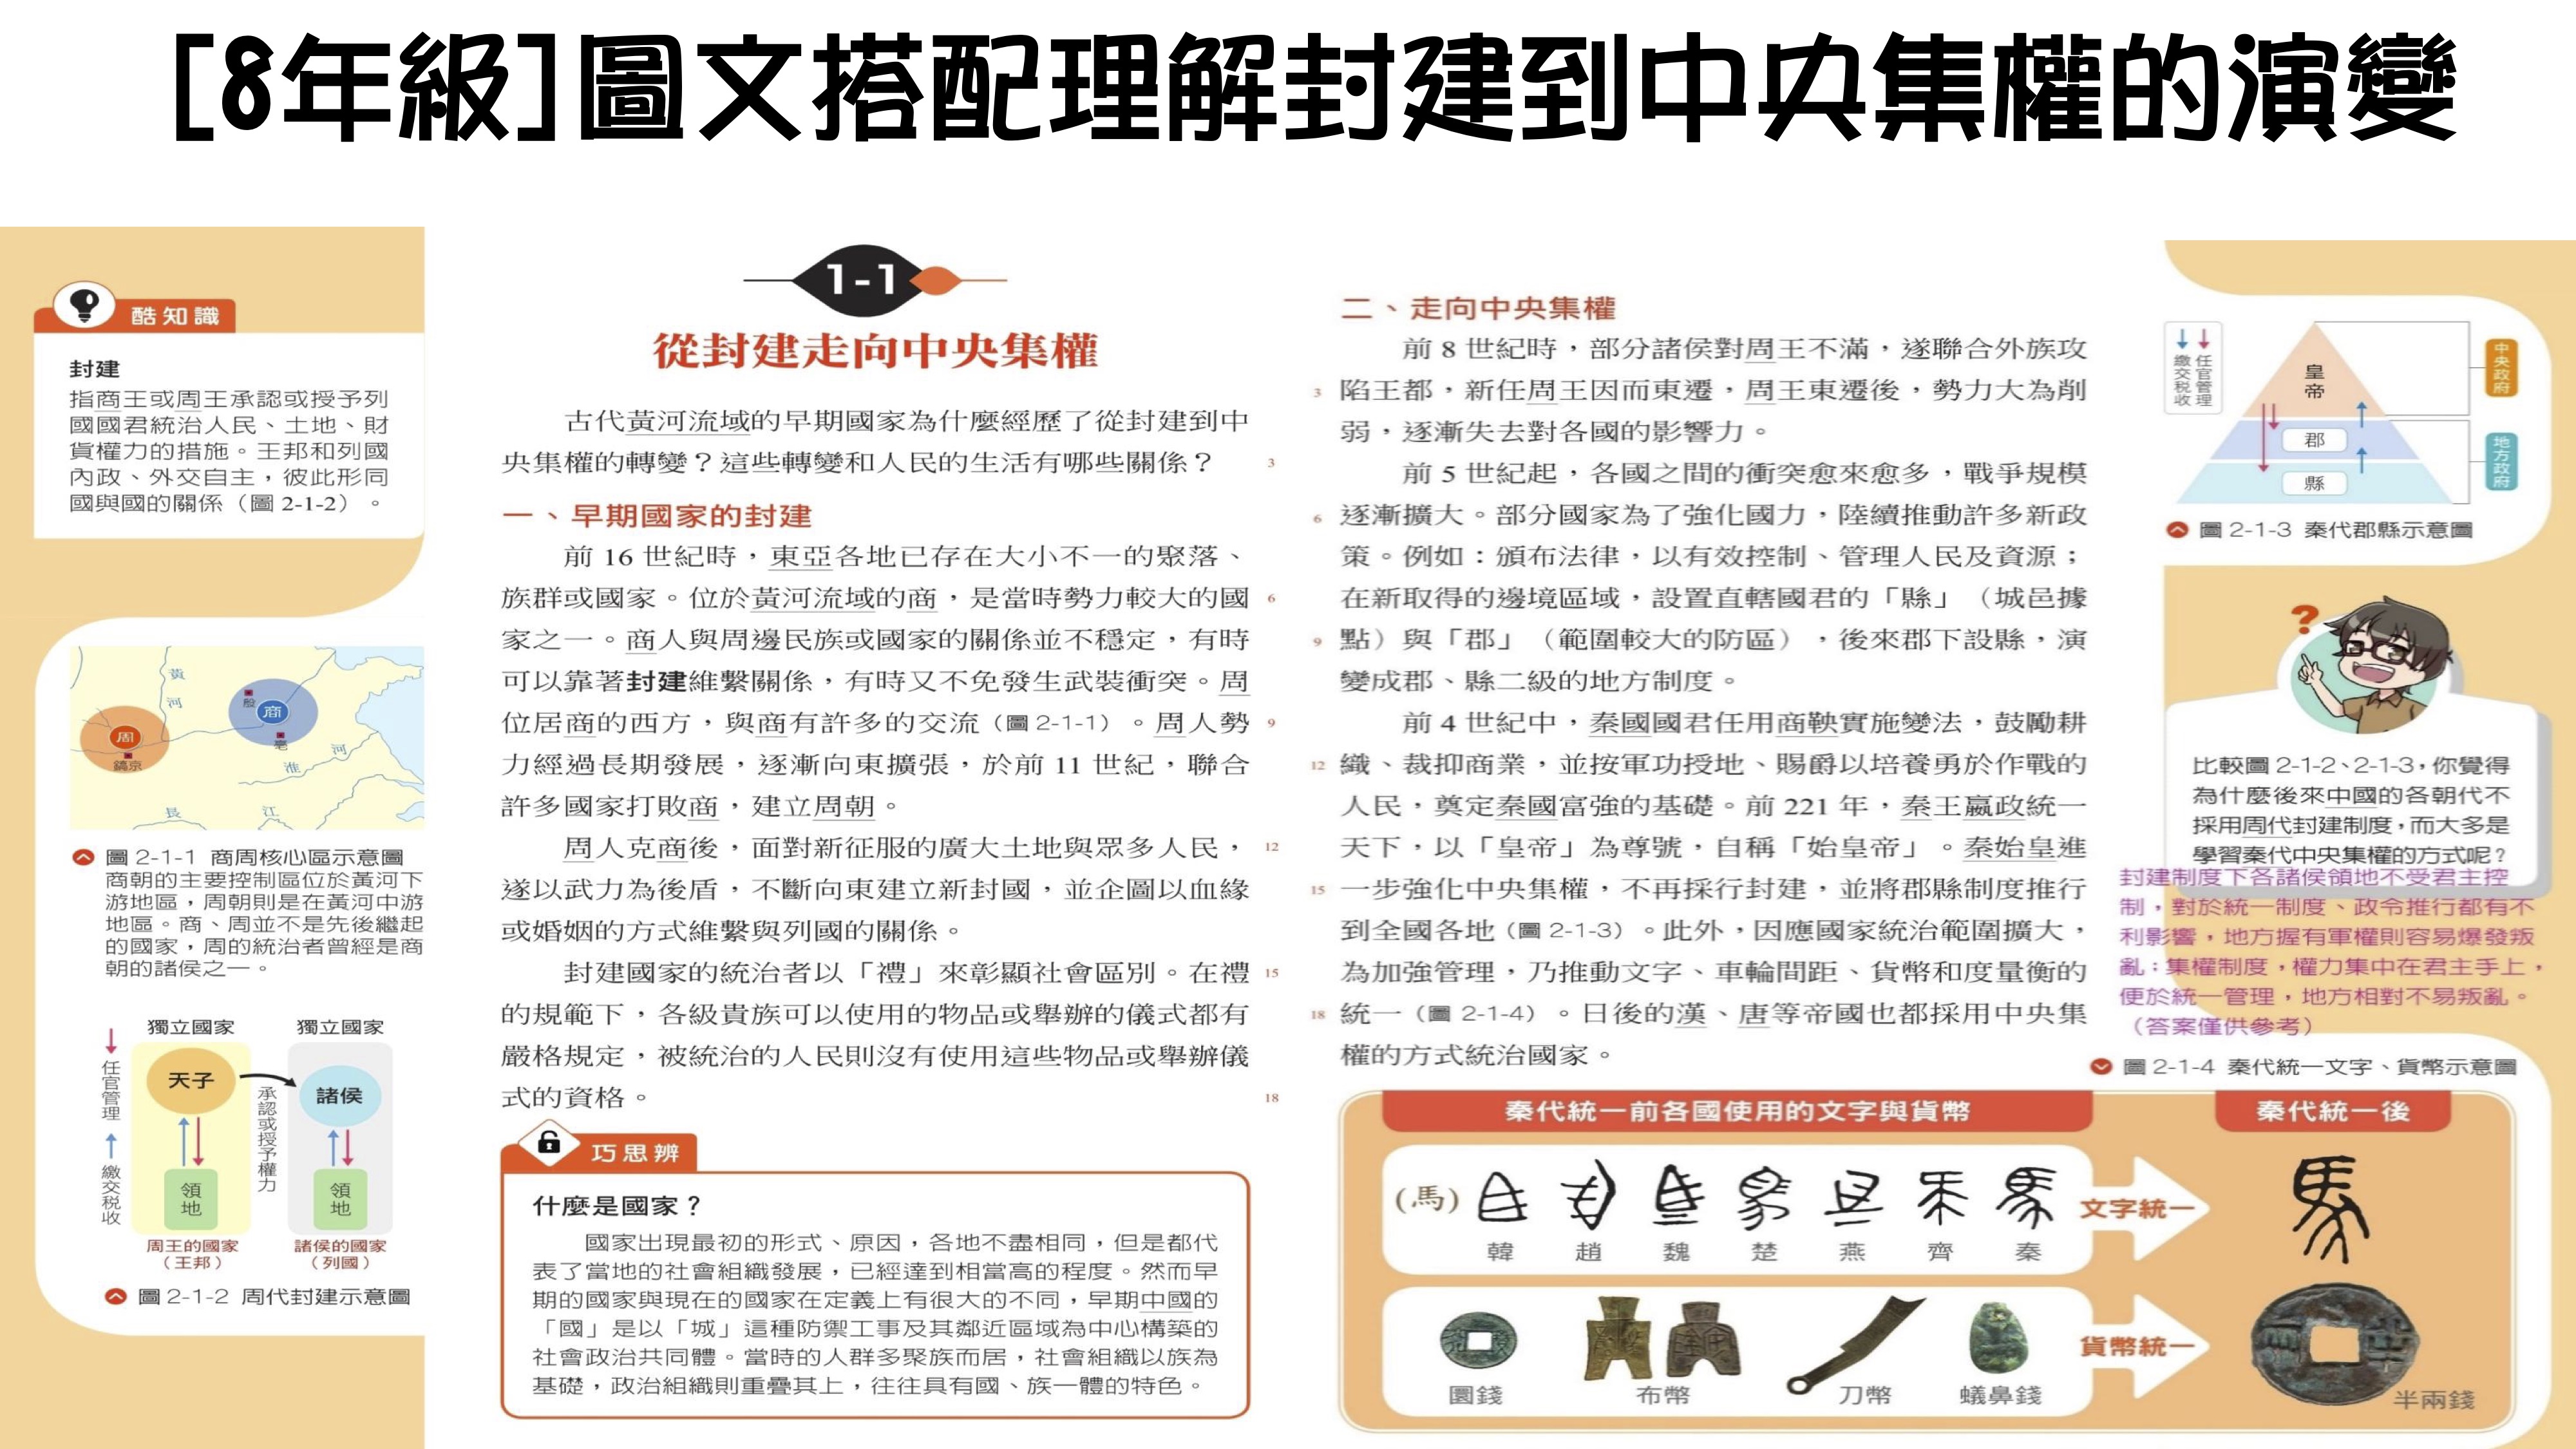 [8年級]圖文搭配理解封建到中央集權的演變
酷知識
封建
指商王或周王承認或授予列
國國君統治人民、土地、財
貨權力的措施。王邦和列國
內政、外交自主，彼此形同
國與國的關係（圖 2-1-2）。
黃
河
殷
商
亳
周
鎬京
淮
河
長
江
圖 2-1-1 商周核心區示意圖
商朝的主要控制區位於黃河下
游地區，周朝則是在黃河中游
地區。商、周並不是先後繼起
的國家，周的統治者曾經是商
朝的諸侯之一。
任官管理
繳交稅收
獨立國家
獨立國家
天子
諸侯
承認或授予權力
領地
領地
周王的國家
（王邦）
諸侯的國家
（列國）
圖 2-1-2 周代封建示意圖
1-1
從封建走向中央集權
古代黃河流域的早期國家為什麼經歷了從封建到中
央集權的轉變？這些轉變和人民的生活有哪些關係？ 3
一、早期國家的封建
前 16 世紀時，東亞各地已存在大小不一的聚落、
族群或國家。位於黃河流域的商，是當時勢力較大的國 6
家之一。商人與周邊民族或國家的關係並不穩定，有時
可以靠著封建維繫關係，有時又不免發生武裝衝突。周
位居商的西方，與商有許多的交流（圖 2-1-1）。周人勢 9
力經過長期發展，逐漸向東擴張，於前 11 世紀，聯合
許多國家打敗商，建立周朝。
周人克商後，面對新征服的廣大土地與眾多人民， 12
遂以武力為後盾，不斷向東建立新封國，並企圖以血緣
或婚姻的方式維繫與列國的關係。
封建國家的統治者以「禮」來彰顯社會區別。在禮 15
的規範下，各級貴族可以使用的物品或舉辦的儀式都有
嚴格規定，被統治的人民則沒有使用這些物品或舉辦儀
式的資格。 18
巧思辨
什麼是國家？
國家出現最初的形式、原因，各地不盡相同，但是都代
表了當地的社會組織發展，已經達到相當高的程度。然而早
期的國家與現在的國家在定義上有很大的不同，早期中國的
「國」是以「城」這種防禦工事及其鄰近區域為中心構築的
社會政治共同體。當時的人群多聚族而居，社會組織以族為
基礎，政治組織則重疊其上，往往具有國、族一體的特色。
二、走向中央集權
前 8 世紀時，部分諸侯對周王不滿，遂聯合外族攻
3 陷王都，新任周王因而東遷，周王東遷後，勢力大為削
弱，逐漸失去對各國的影響力。
前 5 世紀起，各國之間的衝突愈來愈多，戰爭規模
6 逐漸擴大。部分國家為了強化國力，陸續推動許多新政
策。例如：頒布法律，以有效控制、管理人民及資源；
在新取得的邊境區域，設置直轄國君的「縣」（城邑據
9 點）與「郡」（範圍較大的防區），後來郡下設縣，演
變成郡、縣二級的地方制度。
前 4 世紀中，秦國國君任用商鞅實施變法，鼓勵耕
12 織、裁抑商業，並按軍功授地、賜爵以培養勇於作戰的
人民，奠定秦國富強的基礎。前 221 年，秦王嬴政統一
天下，以「皇帝」為尊號，自稱「始皇帝」。秦始皇進
15 一步強化中央集權，不再採行封建，並將郡縣制度推行
到全國各地（圖 2-1-3）。此外，因應國家統治範圍擴大，
為加強管理，乃推動文字、車輪間距、貨幣和度量衡的
18 統一（圖 2-1-4）。日後的漢、唐等帝國也都採用中央集
權的方式統治國家。
繳交稅收
任官管理
皇帝
郡
縣
中央政府
地方政府
圖 2-1-3 秦代郡縣示意圖
?
比較圖 2-1-2、2-1-3，你覺得
為什麼後來中國的各朝代不
採用周代封建制度，而大多是
學習秦代中央集權的方式呢？
封建制度下各諸侯領地不受君主控
制，對於統一制度、政令推行都有不
利影響，地方握有軍權則容易爆發叛
亂；集權制度，權力集中在君主手上，
便於統一管理，地方相對不易叛亂。
（答案僅供參考）
圖 2-1-4 秦代統一文字、貨幣示意圖
秦代統一前各國使用的文字與貨幣
秦代統一後
（馬）
韓 趙 魏 楚 燕 齊 秦
文字統一
圜錢 布幣 刀幣 蟻鼻錢
貨幣統一
半兩錢